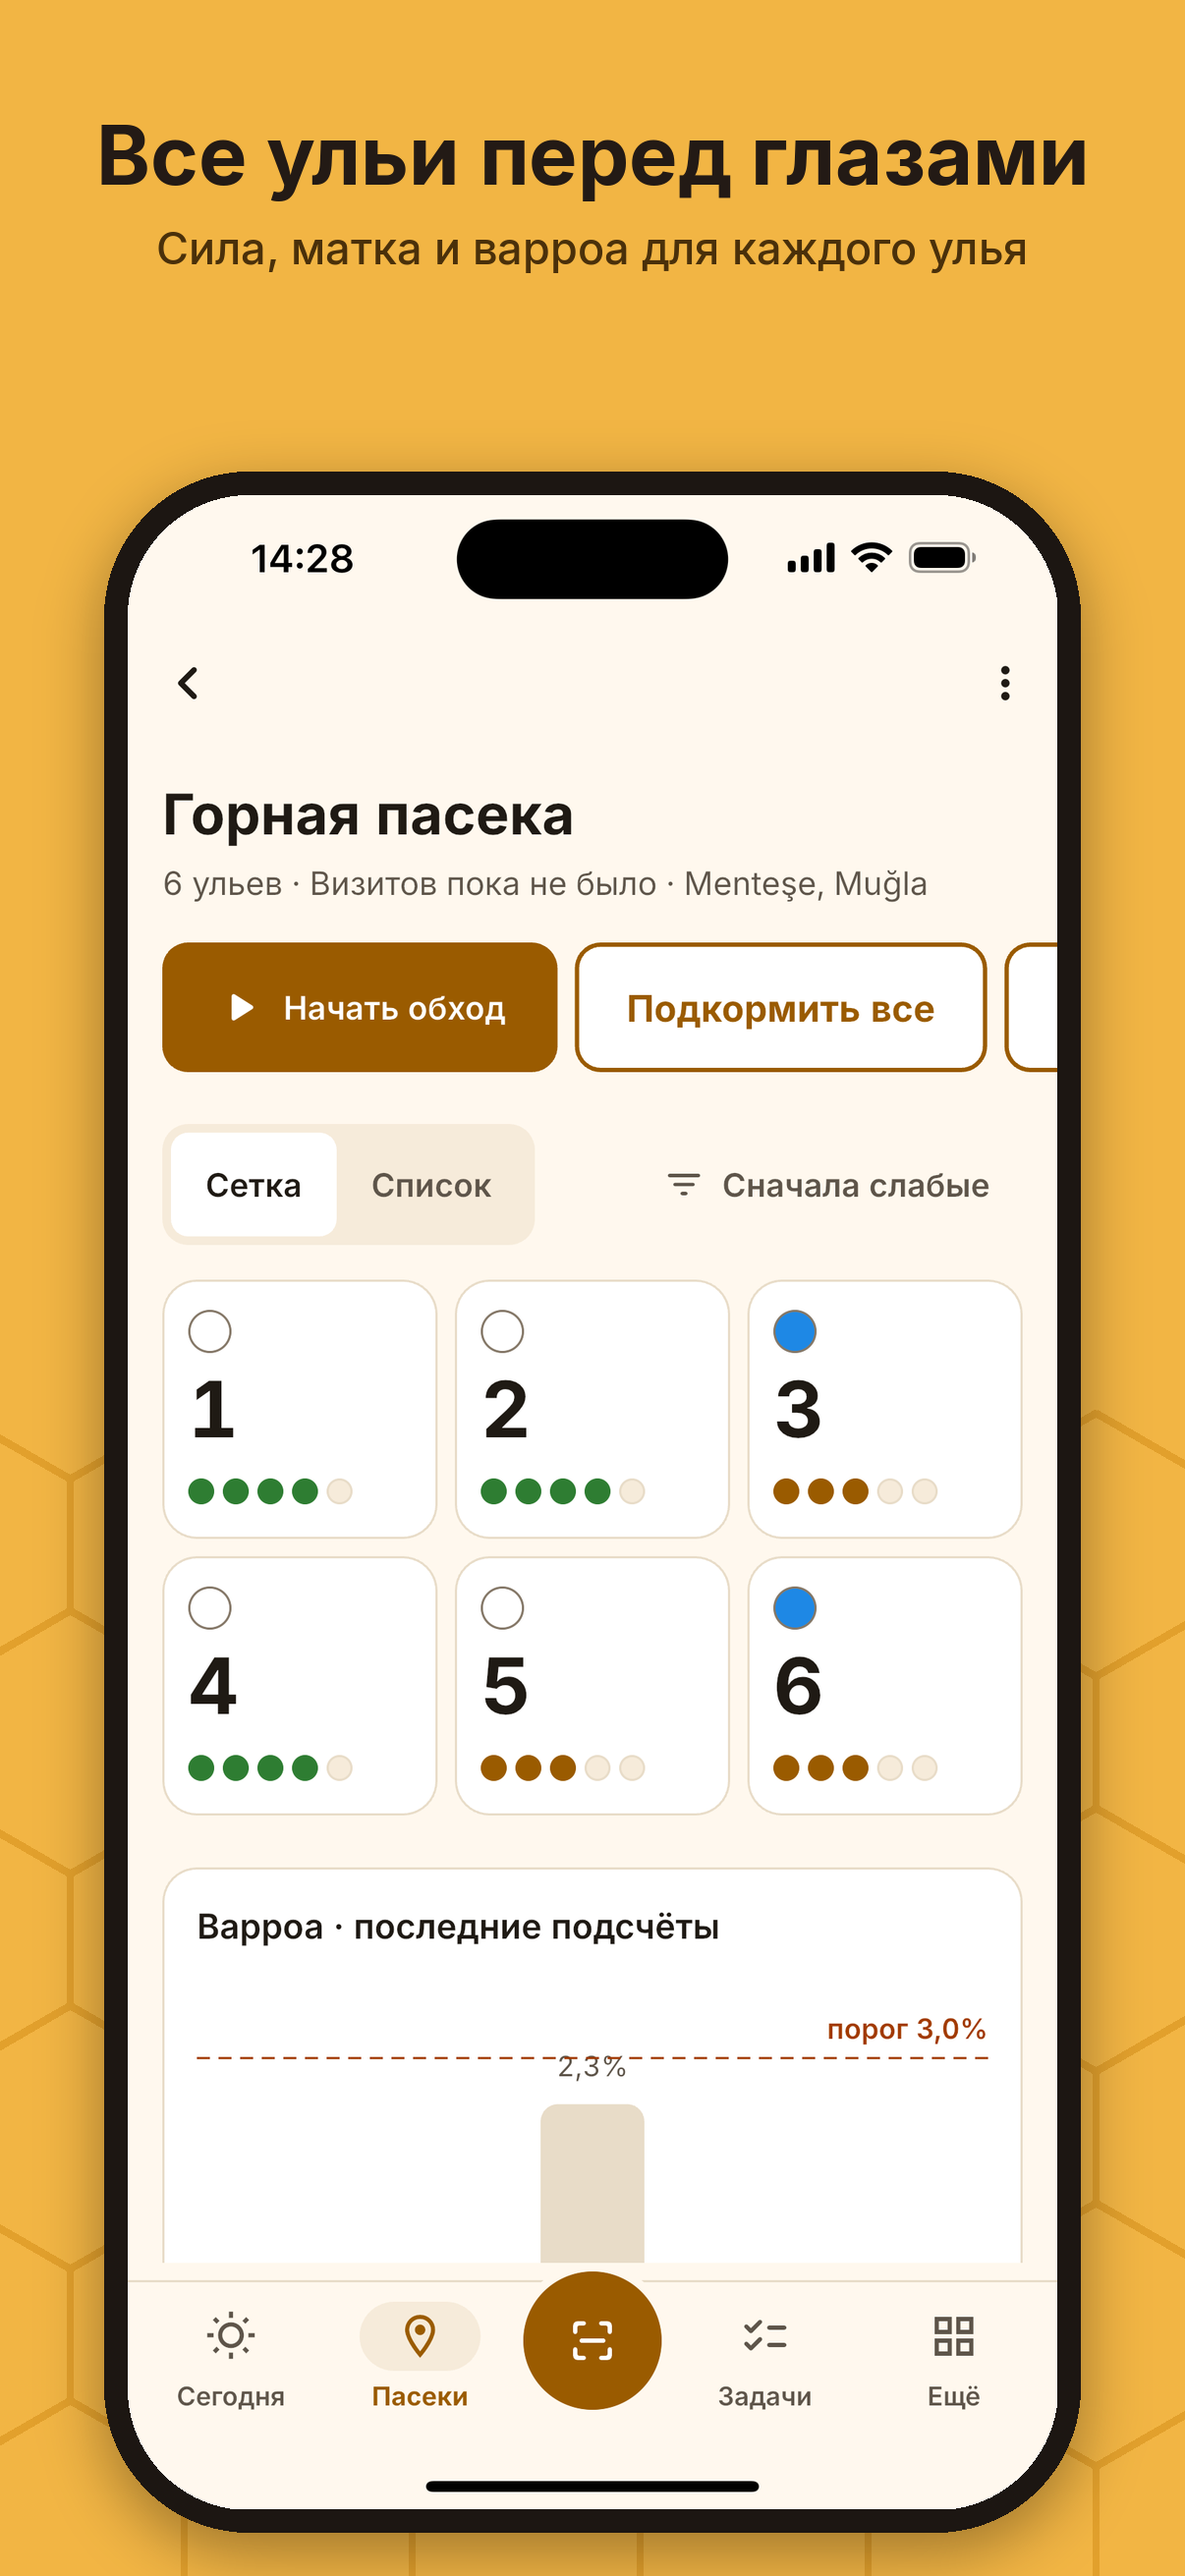 Все ульи перед глазами
Сила, матка и варроа для каждого улья
14:28
Горная пасека
6 ульев · Визитов пока не было · Menteşe, Muğla
Начать обход
Подкормить все
Сетка
Список
Сначала слабые
1
2
3
4
5
6
Варроа · последние подсчёты
порог 3,0%
2,3%
Сегодня
Пасеки
Задачи
Ещё